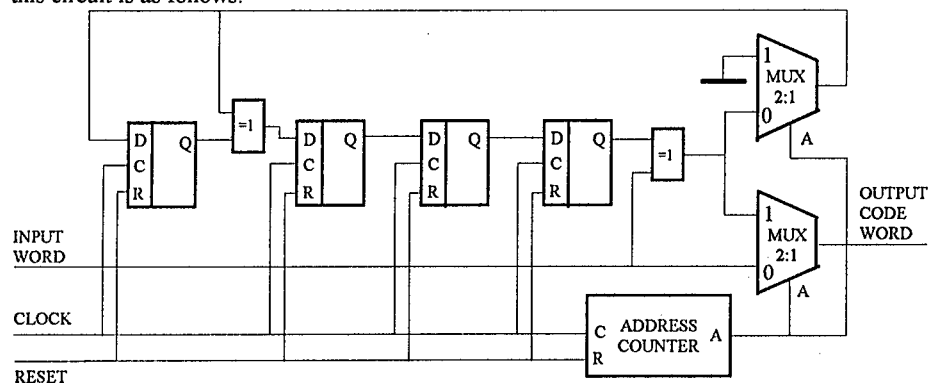 this circuit is as follows:
1
MUX
2:1
0
A
=1
D Q
C
R
D Q
C
R
D Q
C
R
D Q
C
R
=1
1
MUX
2:1
0
A
OUTPUT
CODE
WORD
INPUT
WORD
CLOCK
C ADDRESS A
R COUNTER
RESET